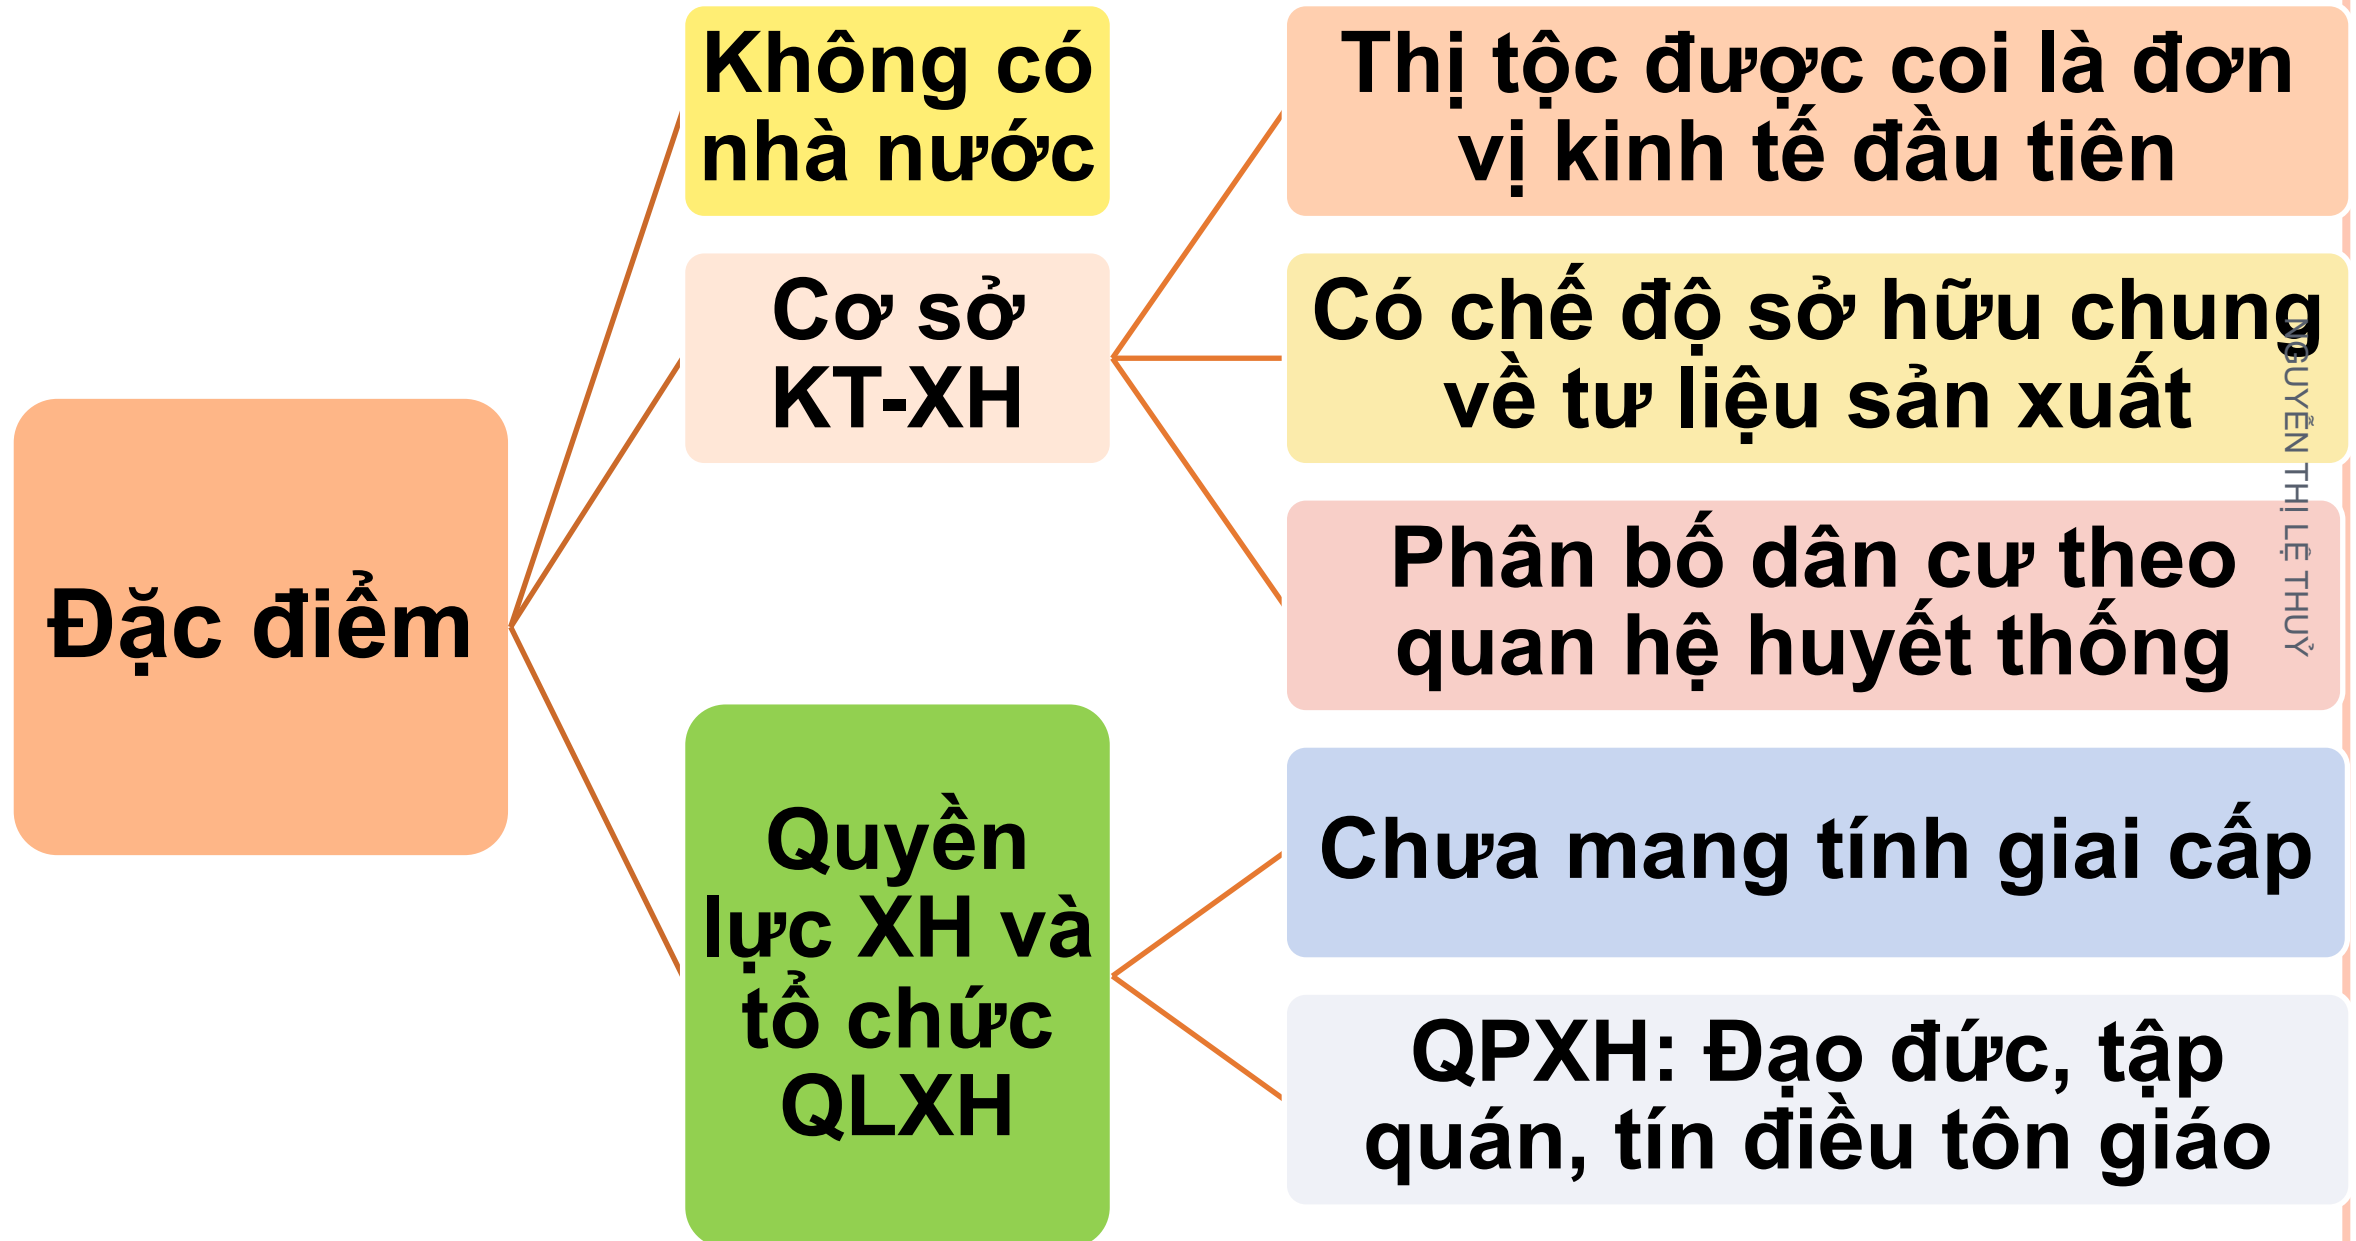 Đặc điểm
Không có
nhà nước
Cơ sở
KT-XH
Thị tộc được coi là đơn
vị kinh tế đầu tiên
Có chế độ sở hữu chung
về tư liệu sản xuất
Phân bố dân cư theo
quan hệ huyết thống
Quyền
lực XH và
tổ chức
QLXH
Chưa mang tính giai cấp
QPXH: Đạo đức, tập
quán, tín điều tôn giáo
NGUYỄN THỊ LỆ THUỶ